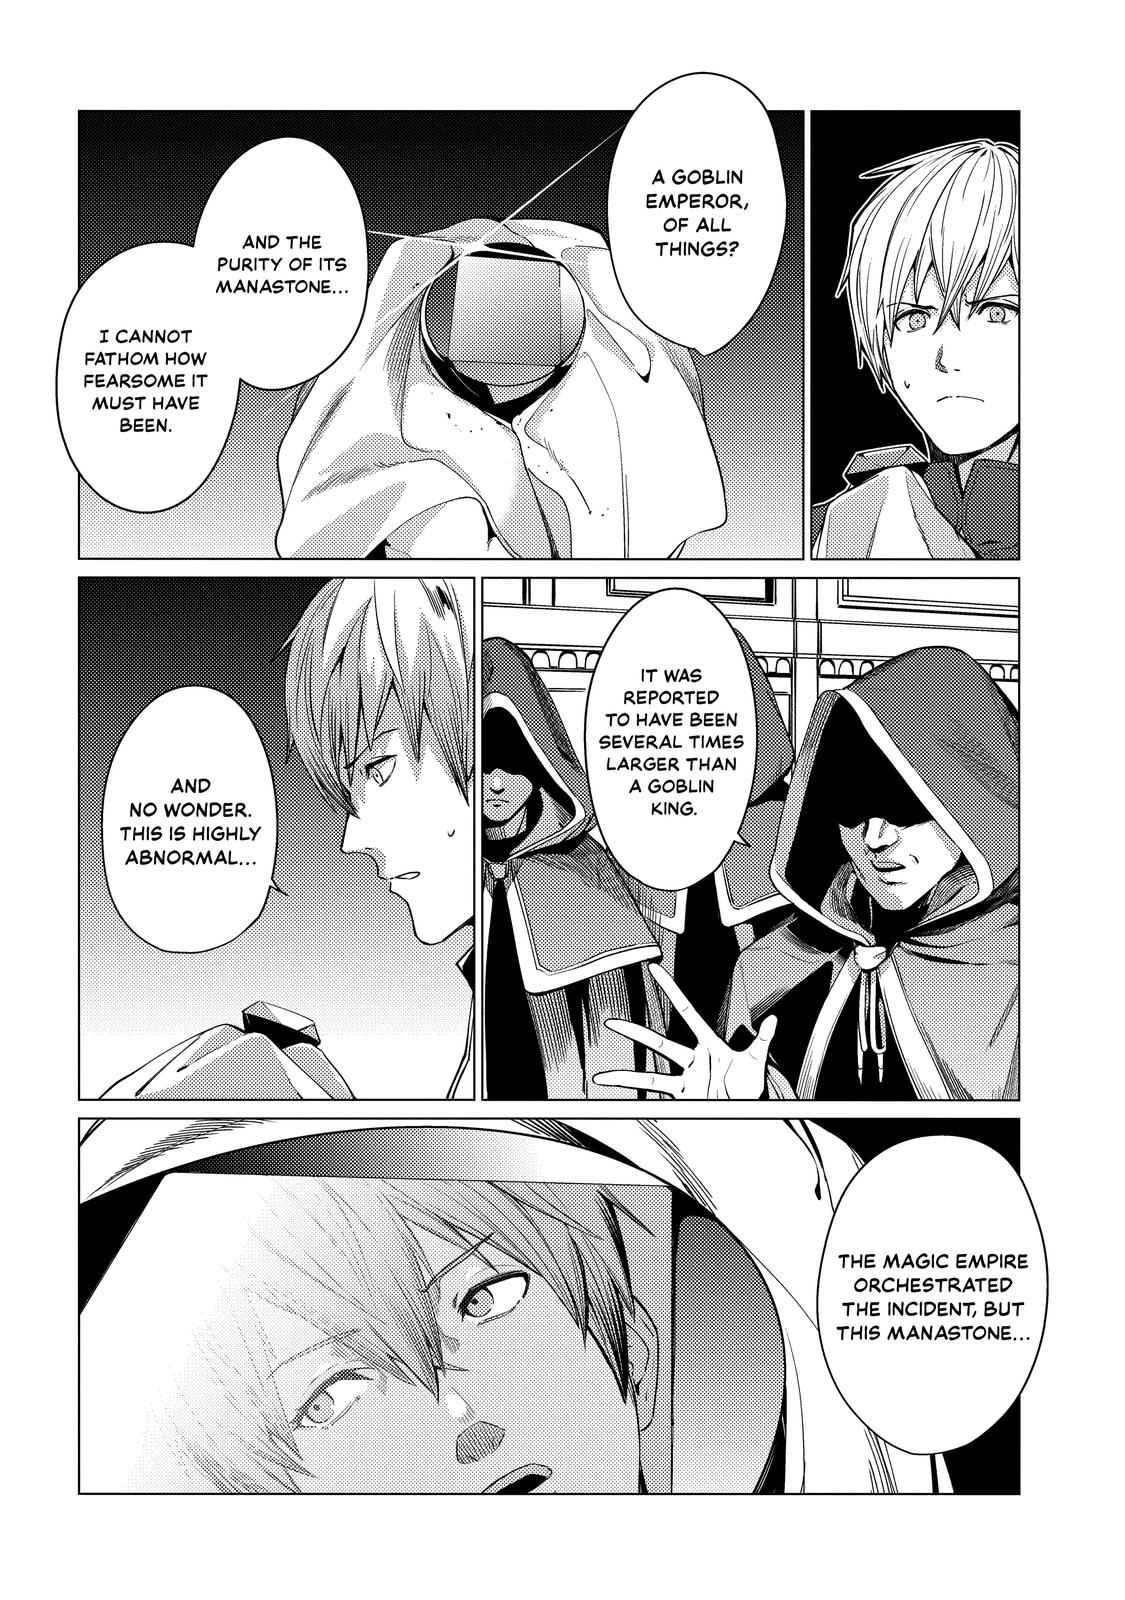 A GOBLIN
EMPEROR,
OF ALL
THINGS?
AND THE
PURITY OF ITS
MANASTONE...
I CANNOT
FATHOM HOW
FEARSOME IT
MUST HAVE
BEEN.
IT WAS
REPORTED
TO HAVE BEEN
SEVERAL TIMES
LARGER THAN
A GOBLIN
KING.
AND
NO WONDER.
THIS IS HIGHLY
ABNORMAL...
THE MAGIC EMPIRE
ORCHESTRATED
THE INCIDENT, BUT
THIS MANASTONE...